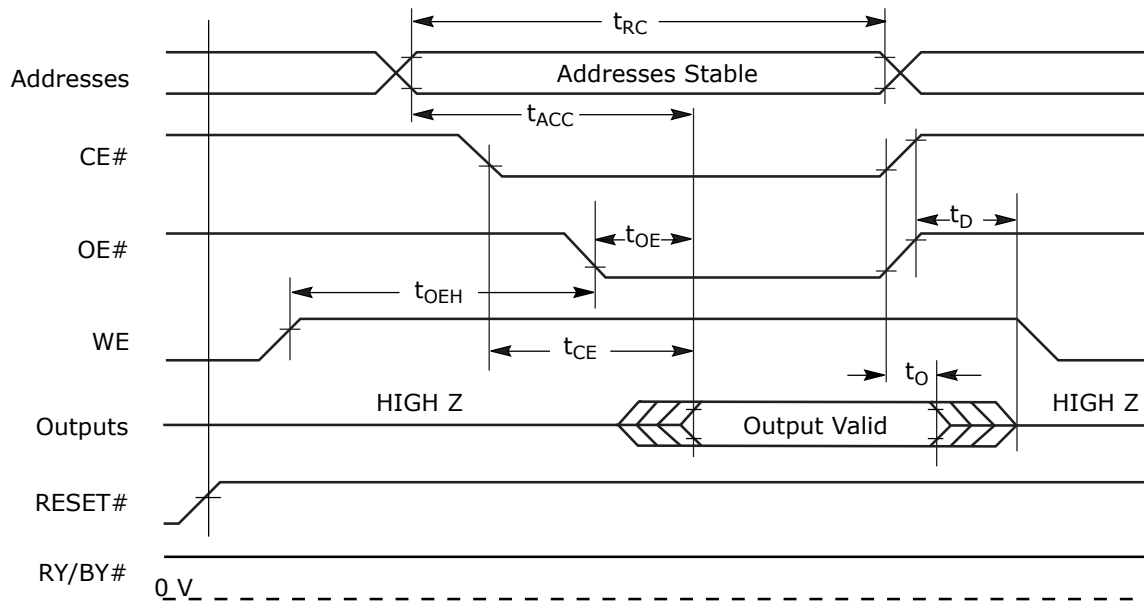 tRC
Addresses
Addresses Stable
tACC
CE#
tD
OE#
tOE
tOEH
WE
tCE
tO
HIGH Z
HIGH Z
Outputs
Output Valid
RESET#
RY/BY#
0 V